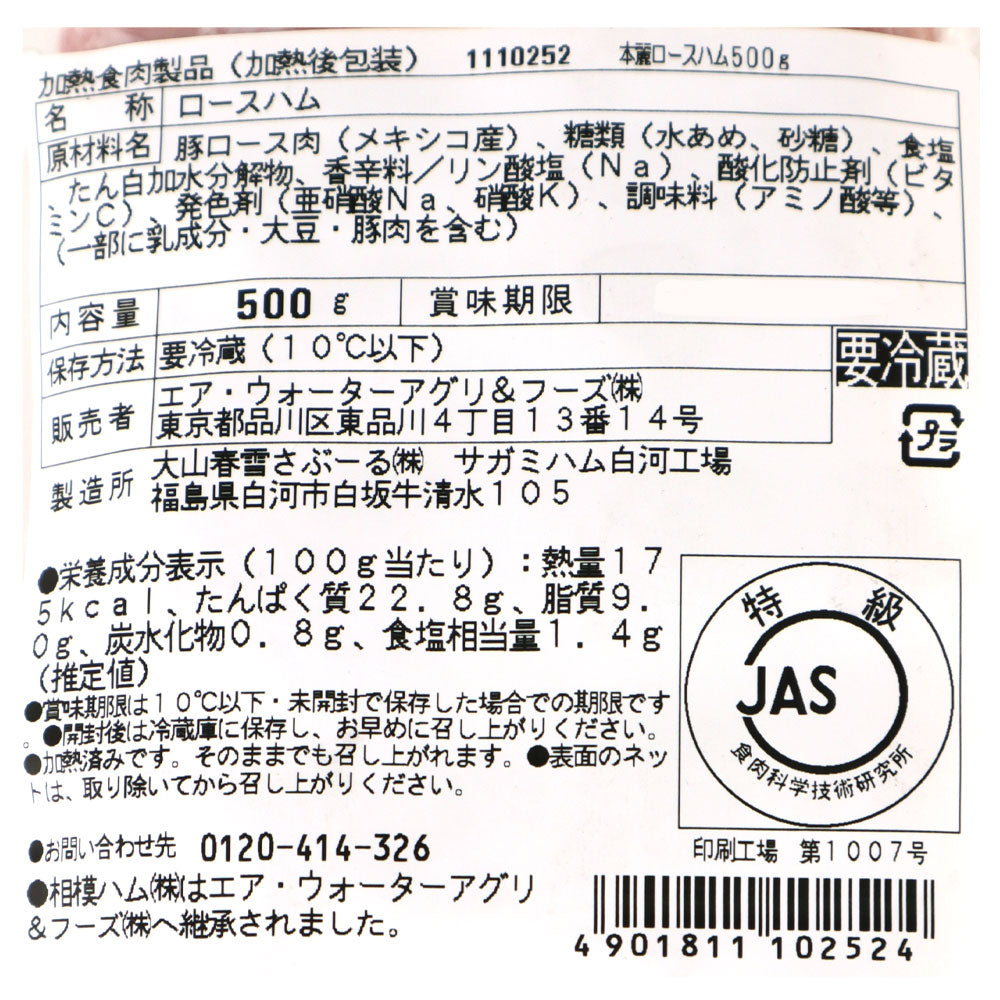 加熱食肉製品（加熱後包装） 1110252 本麗ロースハム500g
名称 ロースハム
原材料名 豚ロース肉（メキシコ産）、糖類（水あめ、砂糖）、食塩
、たん白加水分解物、香辛料／リン酸塩（Ｎａ）、酸化防止剤（ビタ
ミンＣ）、発色剤（亜硝酸Ｎａ、硝酸Ｋ）、調味料（アミノ酸等）、
（一部に乳成分・大豆・豚肉を含む）
内容量 500g 賞味期限
保存方法 要冷蔵（１０℃以下）
要冷蔵
販売者 エア・ウォーターアグリ＆フーズ㈱
東京都品川区東品川４丁目１３番１４号
プラ
製造所 大山春雪さぶーる㈱ サガミハム白河工場
福島県白河市白坂牛清水１０５
●栄養成分表示（１００ｇ当たり）：熱量１７
５ｋｃａｌ、たんぱく質２２．８ｇ、脂質９．
０ｇ、炭水化物０．８ｇ、食塩相当量１．４ｇ
（推定値）
●賞味期限は１０℃以下・未開封で保存した場合での期限です
。●開封後は冷蔵庫に保存し、お早めに召し上がりください。
●加熱済みです。そのままでも召し上がれます。●表面のネッ
トは、取り除いてから召し上がりください。
特級
JAS
食肉科学技術研究所
印刷工場 第１００７号
●お問い合わせ先 0120-414-326
●相模ハム㈱はエア・ウォーターアグリ
＆フーズ㈱へ継承されました。
4 901811 102524